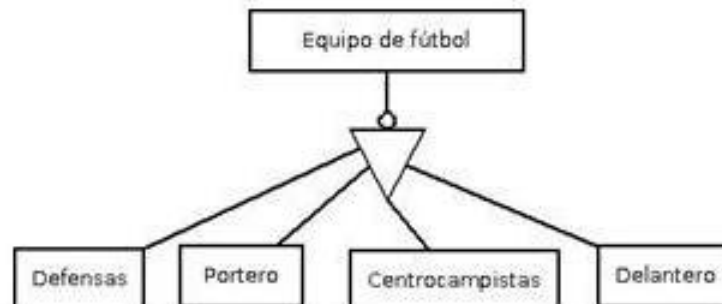 Equipo de fútbol
Defensas
Portero
Centrocampistas
Delantero